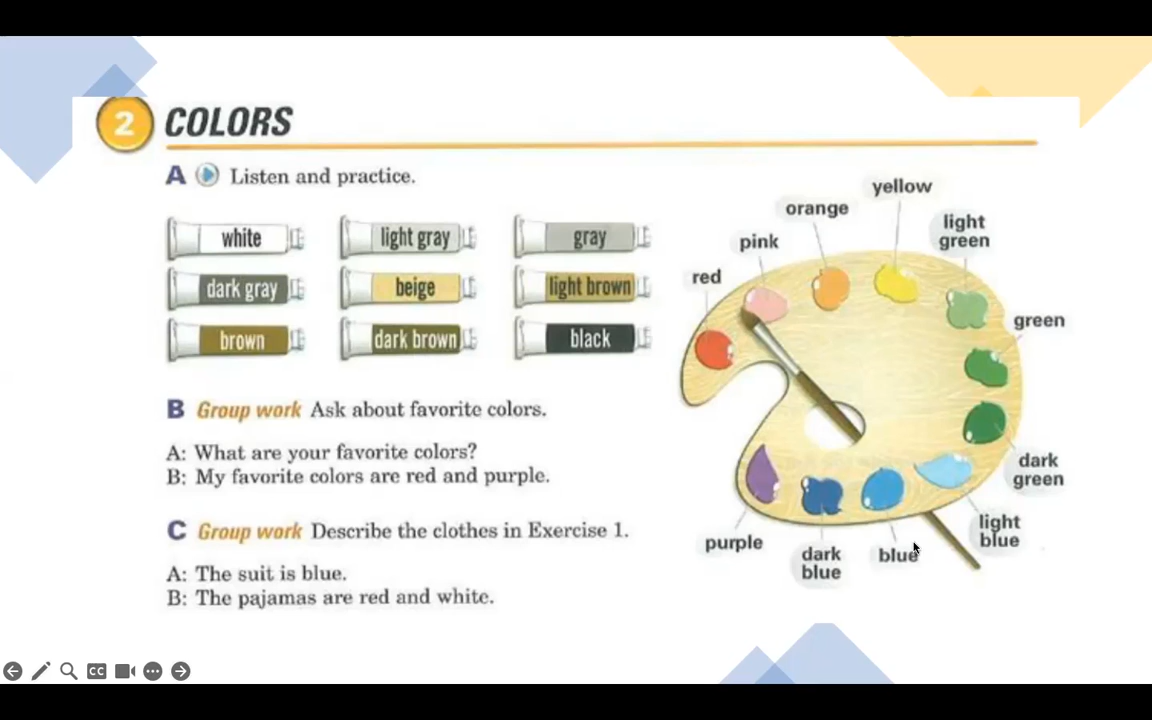 2 COLORS
A Listen and practice.
white light gray gray
dark gray beige light brown
brown dark brown black
B Group work Ask about favorite colors.
A: What are your favorite colors?
B: My favorite colors are red and purple.
C Group work Describe the clothes in Exercise 1.
A: The suit is blue.
B: The pajamas are red and white.
red
pink
orange
yellow
light
green
green
dark
green
light
blue
blue
dark
blue
purple
CC